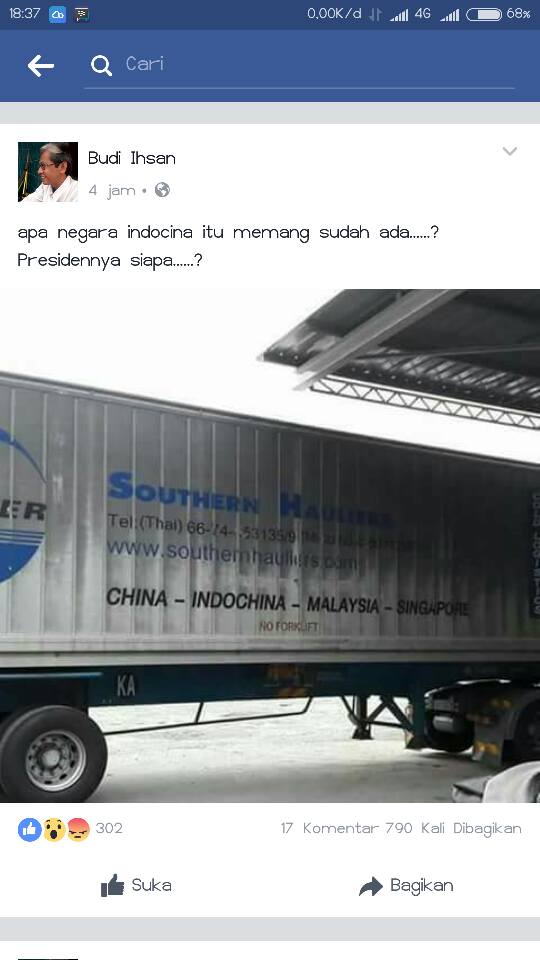 18:37
0,00K/d
4G
68%
Cari
Budi Ihsan
4 jam
apa negara indocina itu memang sudah ada......?
Presidennya siapa......?
ER
SOUTHERN HAULIERS
Tel:(Thai) 66-74-
www.southernhauliers.com
CHINA – INDOCHINA – MALAYSIA – SINGAPORE
NO FORKLIFT
KA
302
17 Komentar 790 Kali Dibagikan
Suka
Bagikan